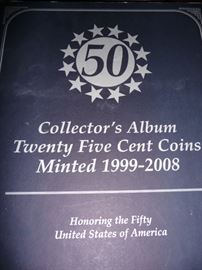 50
Collector's Album
Twenty Five Cent Coins
Minted 1999-2008
Honoring the Fifty
United States of America